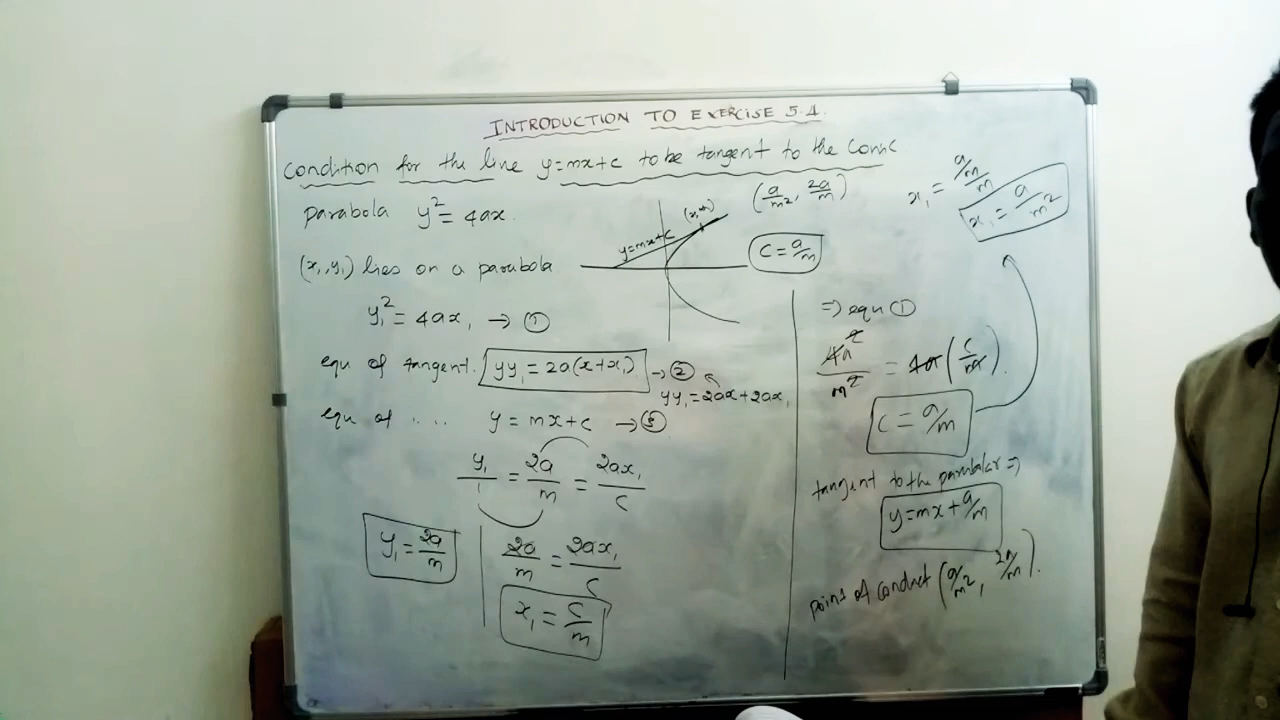 INTRODUCTION TO EXERCISE 5.4.
Condition for the line y=mx+c to be tangent to the Conic
parabola y² = 4ax.
(x₁,y₁) lies on a parabola
y₁² = 4ax₁ → ①
equ of tangent. yy₁ = 2a(x+x₁) → ②
yy₁ = 2ax + 2ax₁
equ of .... y = mx+c → ③
y₁/1 = 2a/m = 2ax₁/c
y₁ = 2a/m
2a/m = 2ax₁/c
x₁ = c/m
y=mx+c
(a/m², 2a/m)
c = a/m
x₁ = a/m/m
x₁ = a/m²
⇒ equ ①
4a²/m² = 4a(c/m).
c = a/m
tangent to the parabola ⇒
y=mx+a/m
point of conduct (a/m², 2a/m).